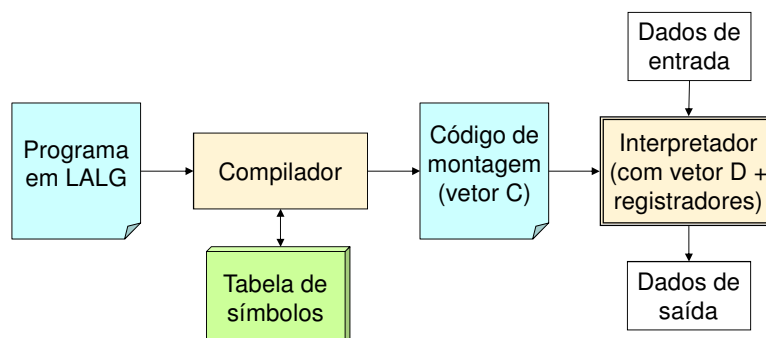 Programa
em LALG
Compilador
Tabela de
símbolos
Código de
montagem
(vetor C)
Dados de
entrada
Interpretador
(com vetor D +
registradores)
Dados de
saída